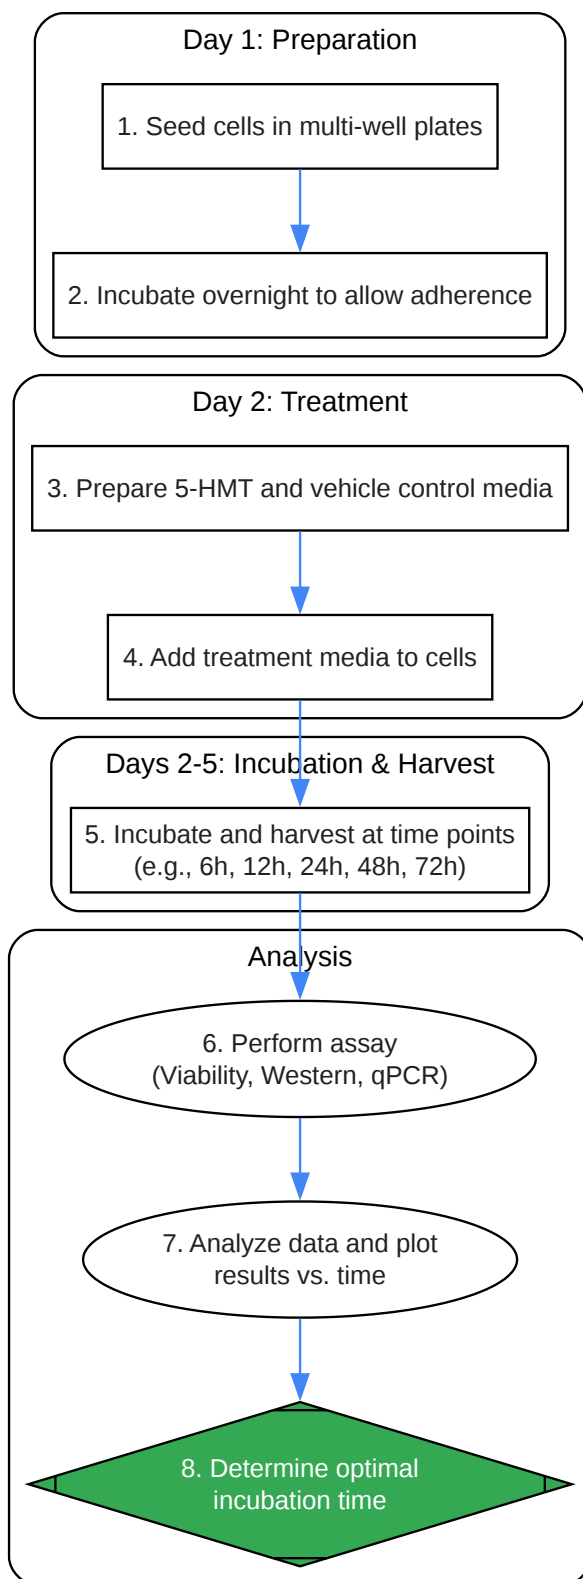 Day 1: Preparation
1. Seed cells in multi-well plates
2. Incubate overnight to allow adherence
Day 2: Treatment
3. Prepare 5-HMT and vehicle control media
4. Add treatment media to cells
Days 2-5: Incubation & Harvest
5. Incubate and harvest at time points
(e.g., 6h, 12h, 24h, 48h, 72h)
Analysis
6. Perform assay
(Viability, Western, qPCR)
7. Analyze data and plot
results vs. time
8. Determine optimal
incubation time